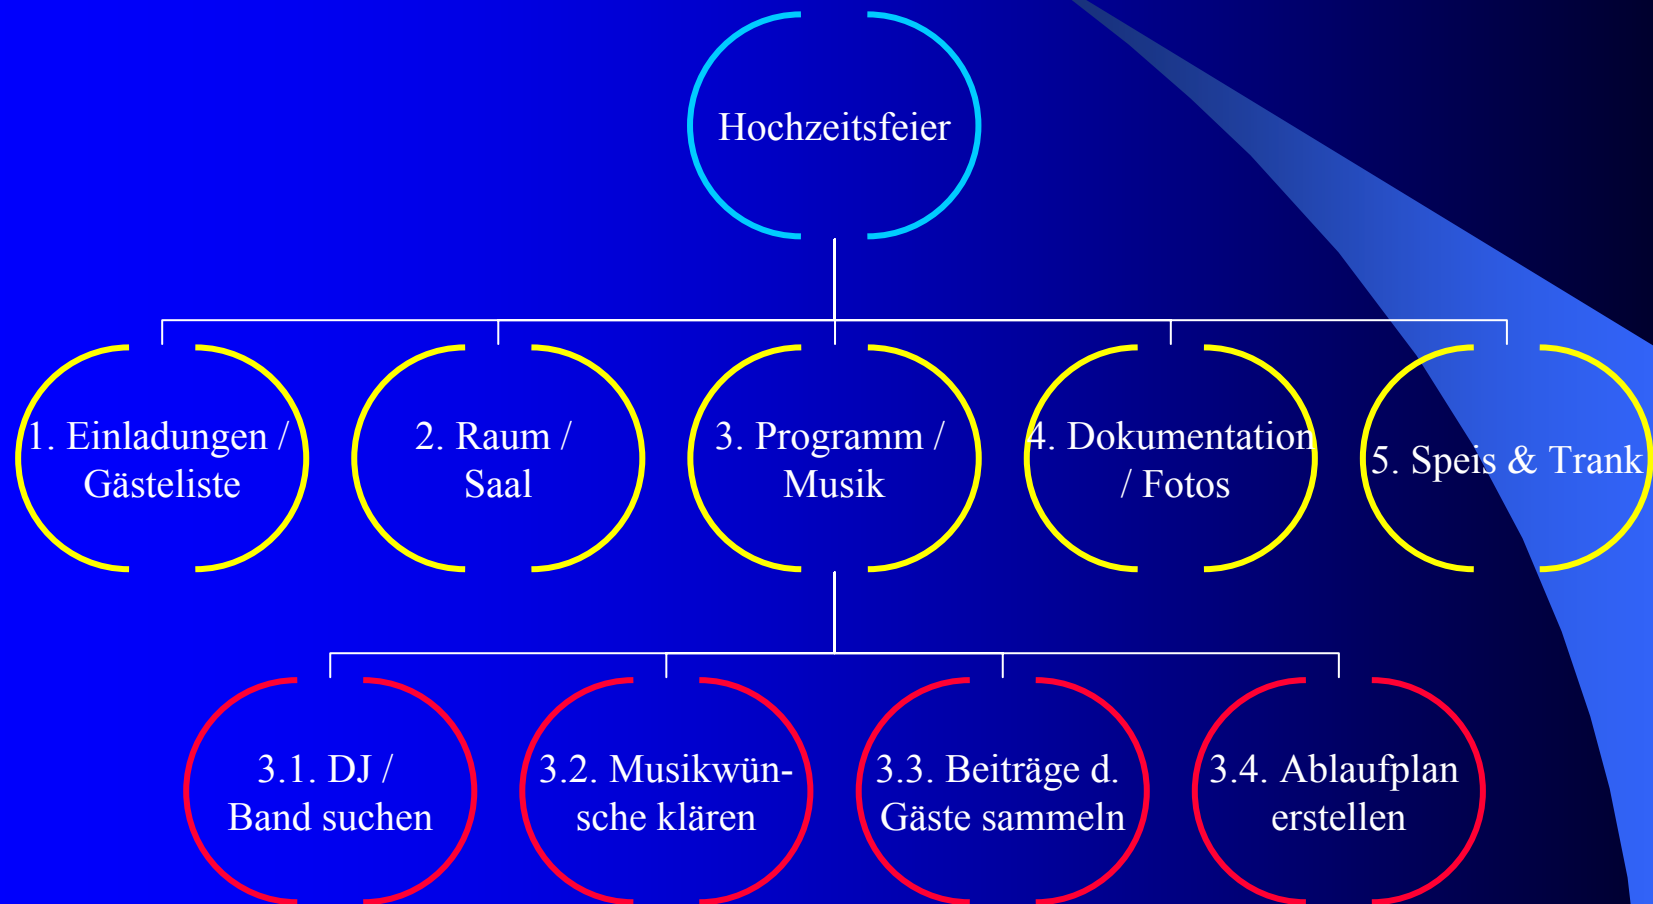 Hochzeitsfeier
1. Einladungen /
Gästeliste
2. Raum /
Saal
3. Programm /
Musik
4. Dokumentation
/ Fotos
5. Speis & Trank
3.1. DJ /
Band suchen
3.2. Musikwün-
sche klären
3.3. Beiträge d.
Gäste sammeln
3.4. Ablaufplan
erstellen